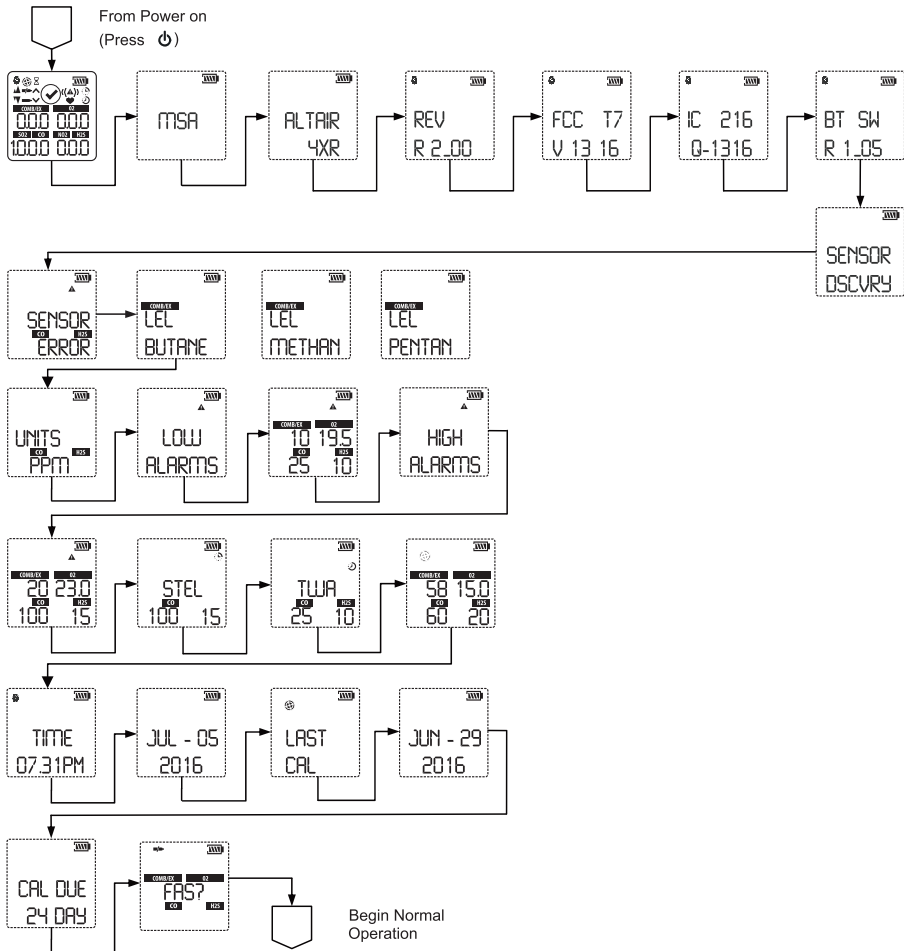 From Power on
(Press ⏻)
COMB/EX O2
0.0.0 0.0.0
SO2 CO NO2 H2S
1.0.0.0 0.0.0
MSA
ALTAIR
4XR
REV
R 2_00
FCC T7
V 13 16
IC 216
Q-1316
BT SW
R 1_05
SENSOR
DSCVRY
SENSOR
CO H2S
ERROR
COMB/EX
LEL
BUTANE
COMB/EX
LEL
METHAN
COMB/EX
LEL
PENTAN
UNITS
CO H2S
PPM
LOW
ALARMS
COMB/EX O2
10 19.5
CO H2S
25 10
HIGH
ALARMS
COMB/EX O2
20 23.0
CO H2S
100 15
STEL
CO H2S
100 15
TWA
CO H2S
25 10
COMB/EX O2
58 15.0
CO H2S
60 20
TIME
07.31PM
JUL - 05
2016
LAST
CAL
JUN - 29
2016
CAL DUE
24 DAY
COMB/EX O2
FAS?
CO H2S
Begin Normal
Operation